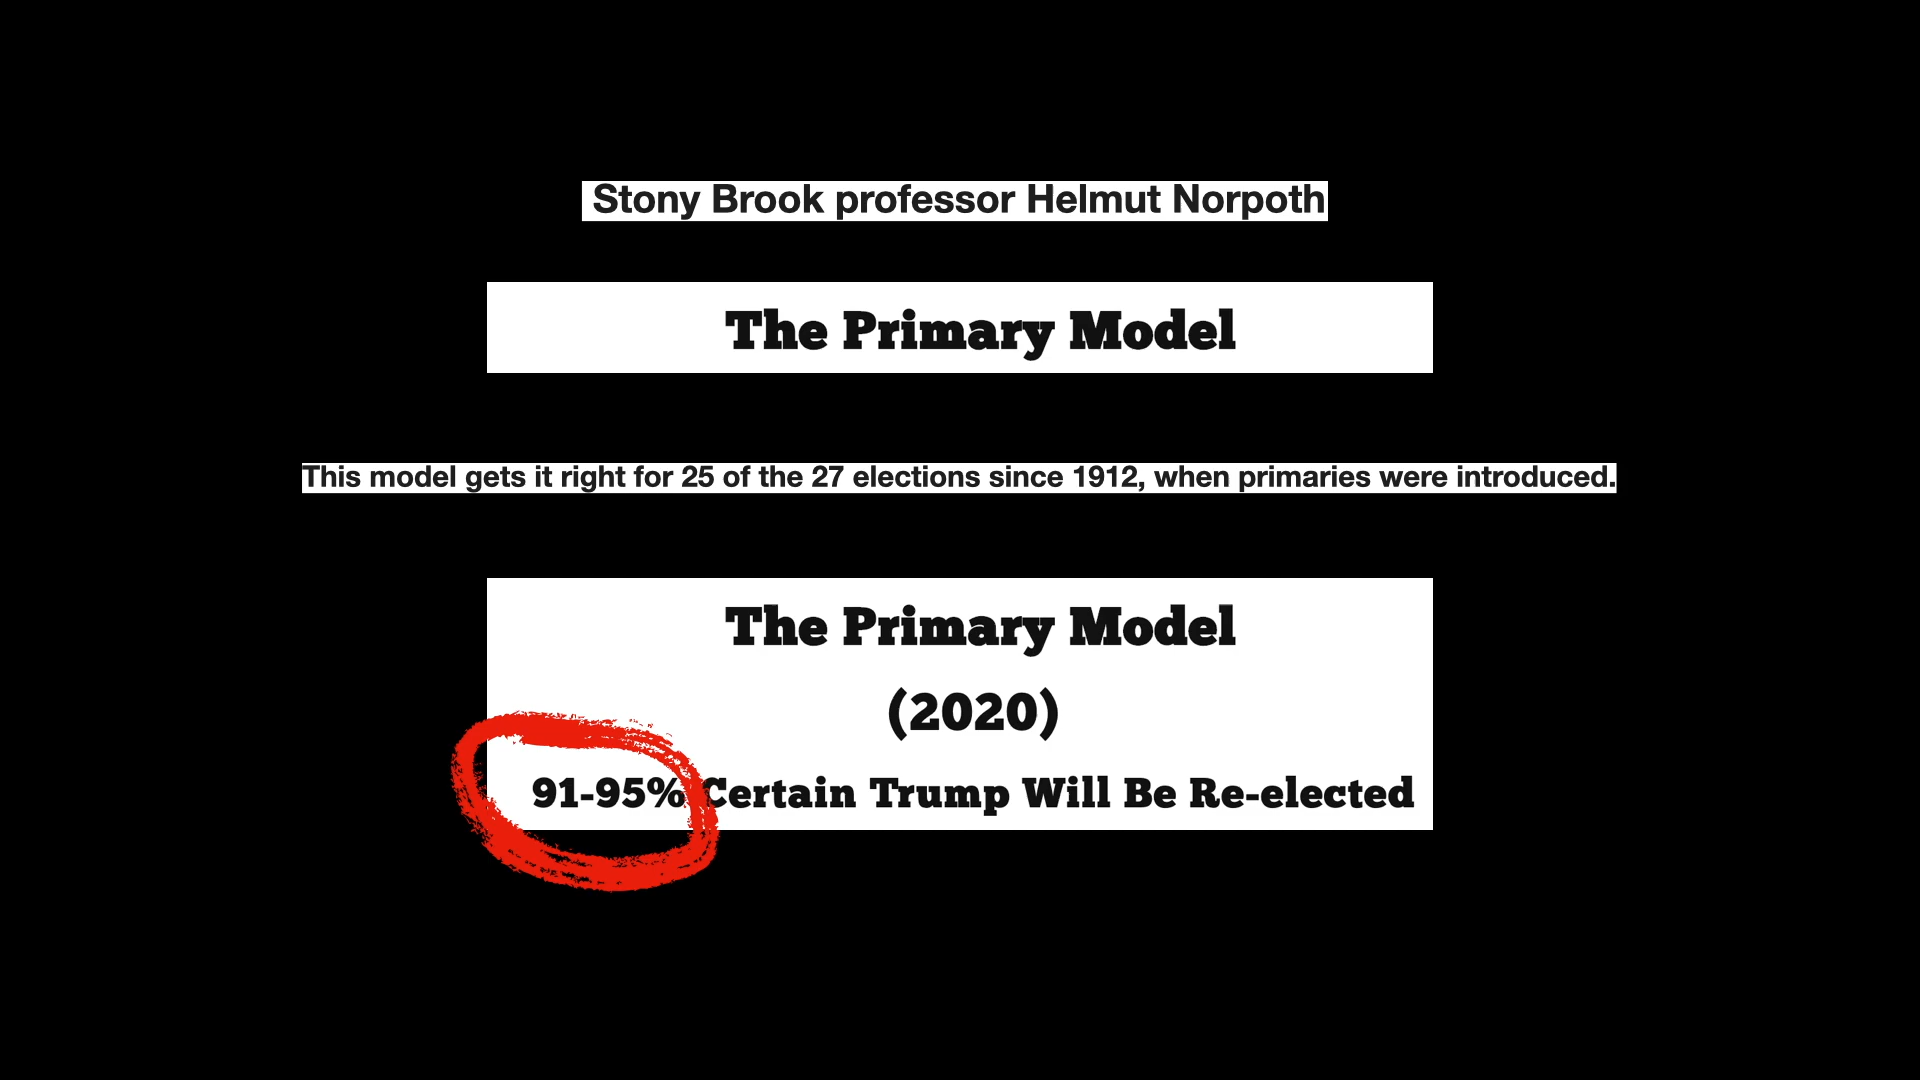 Stony Brook professor Helmut Norpoth
The Primary Model
This model gets it right for 25 of the 27 elections since 1912, when primaries were introduced.
The Primary Model
(2020)
91-95% Certain Trump Will Be Re-elected